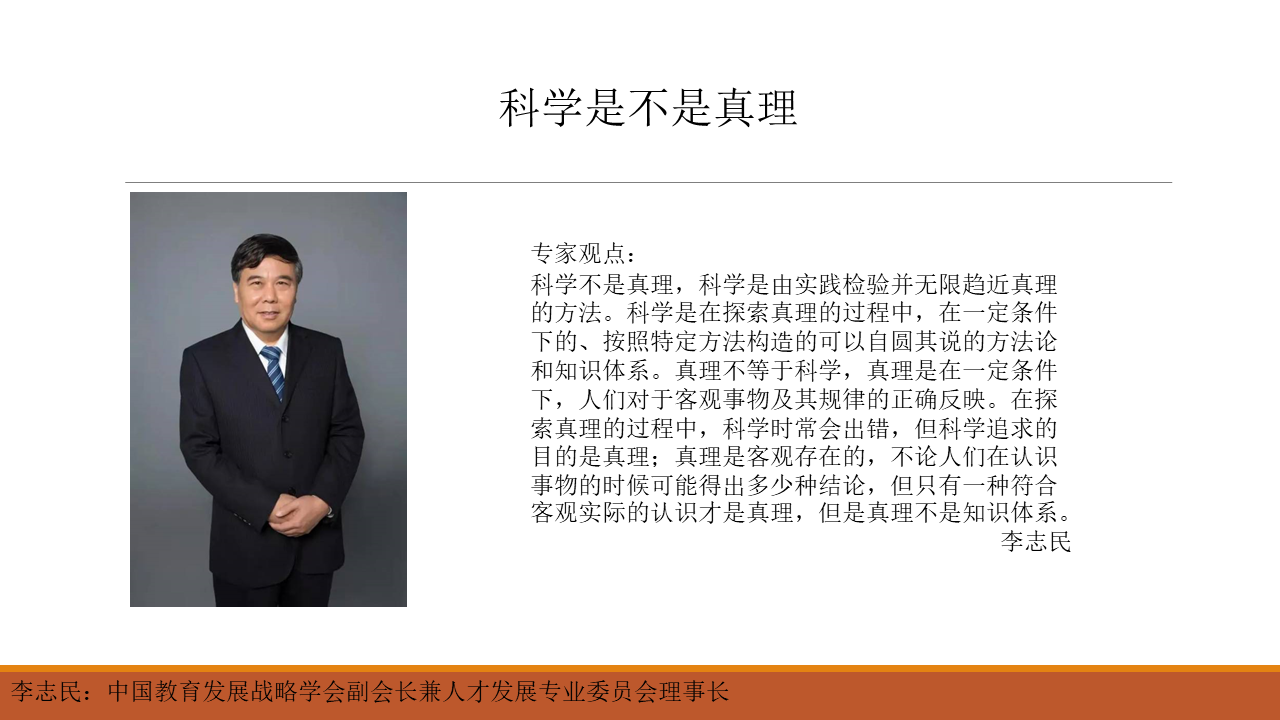 科学是不是真理
专家观点：
科学不是真理，科学是由实践检验并无限趋近真理
的方法。科学是在探索真理的过程中，在一定条件
下的、按照特定方法构造的可以自圆其说的方法论
和知识体系。真理不等于科学，真理是在一定条件
下，人们对于客观事物及其规律的正确反映。在探
索真理的过程中，科学时常会出错，但科学追求的
目的是真理；真理是客观存在的，不论人们在认识
事物的时候可能得出多少种结论，但只有一种符合
客观实际的认识才是真理，但是真理不是知识体系。
李志民
李志民：中国教育发展战略学会副会长兼人才发展专业委员会理事长